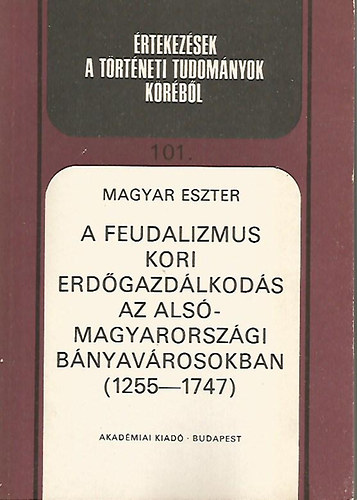 ÉRTEKEZÉSEK
A TÖRTÉNETI TUDOMÁNYOK
KÖRÉBŐL
101.
MAGYAR ESZTER
A FEUDALIZMUS
KORI
ERDŐGAZDÁLKODÁS
AZ ALSÓ-
MAGYARORSZÁGI
BÁNYAVÁROSOKBAN
(1255—1747)
AKADÉMIAI KIADÓ · BUDAPEST